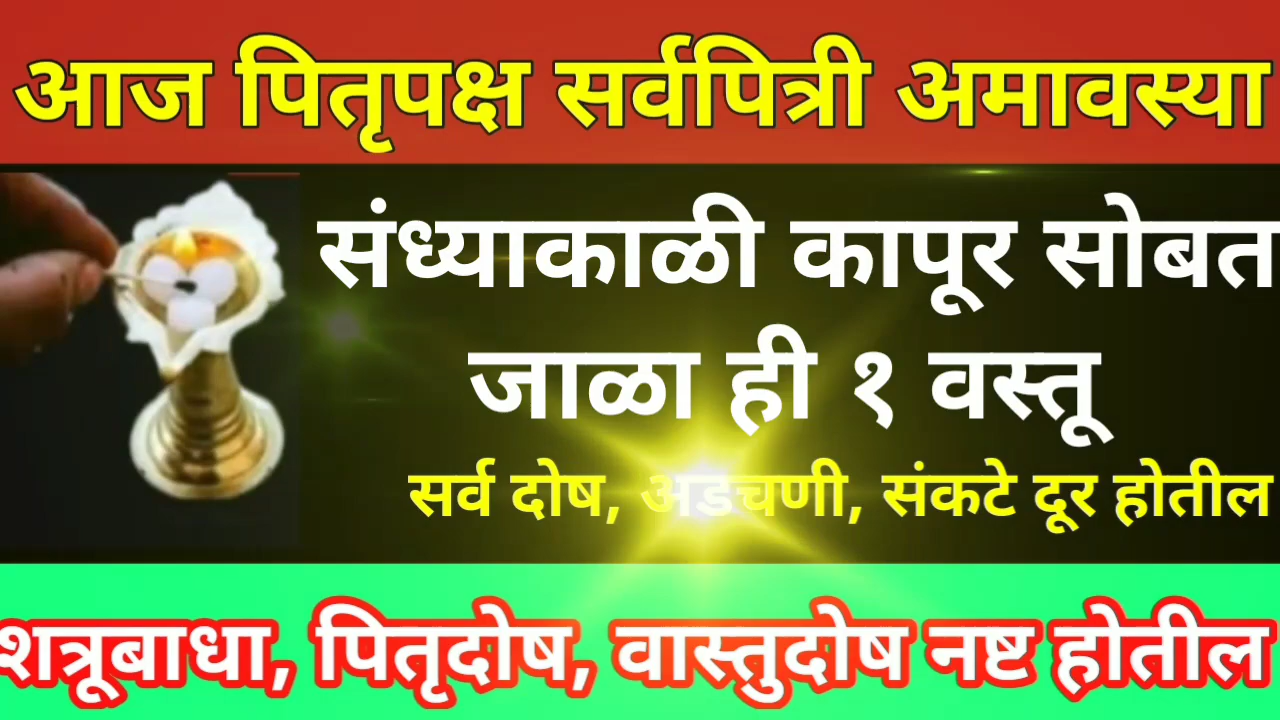 आज पितृपक्ष सर्वपित्री अमावस्या
संध्याकाळी कापूर सोबत
जाळा ही १ वस्तू
सर्व दोष, अडचणी, संकटे दूर होतील
शत्रूबाधा, पितृदोष, वास्तुदोष नष्ट होतील